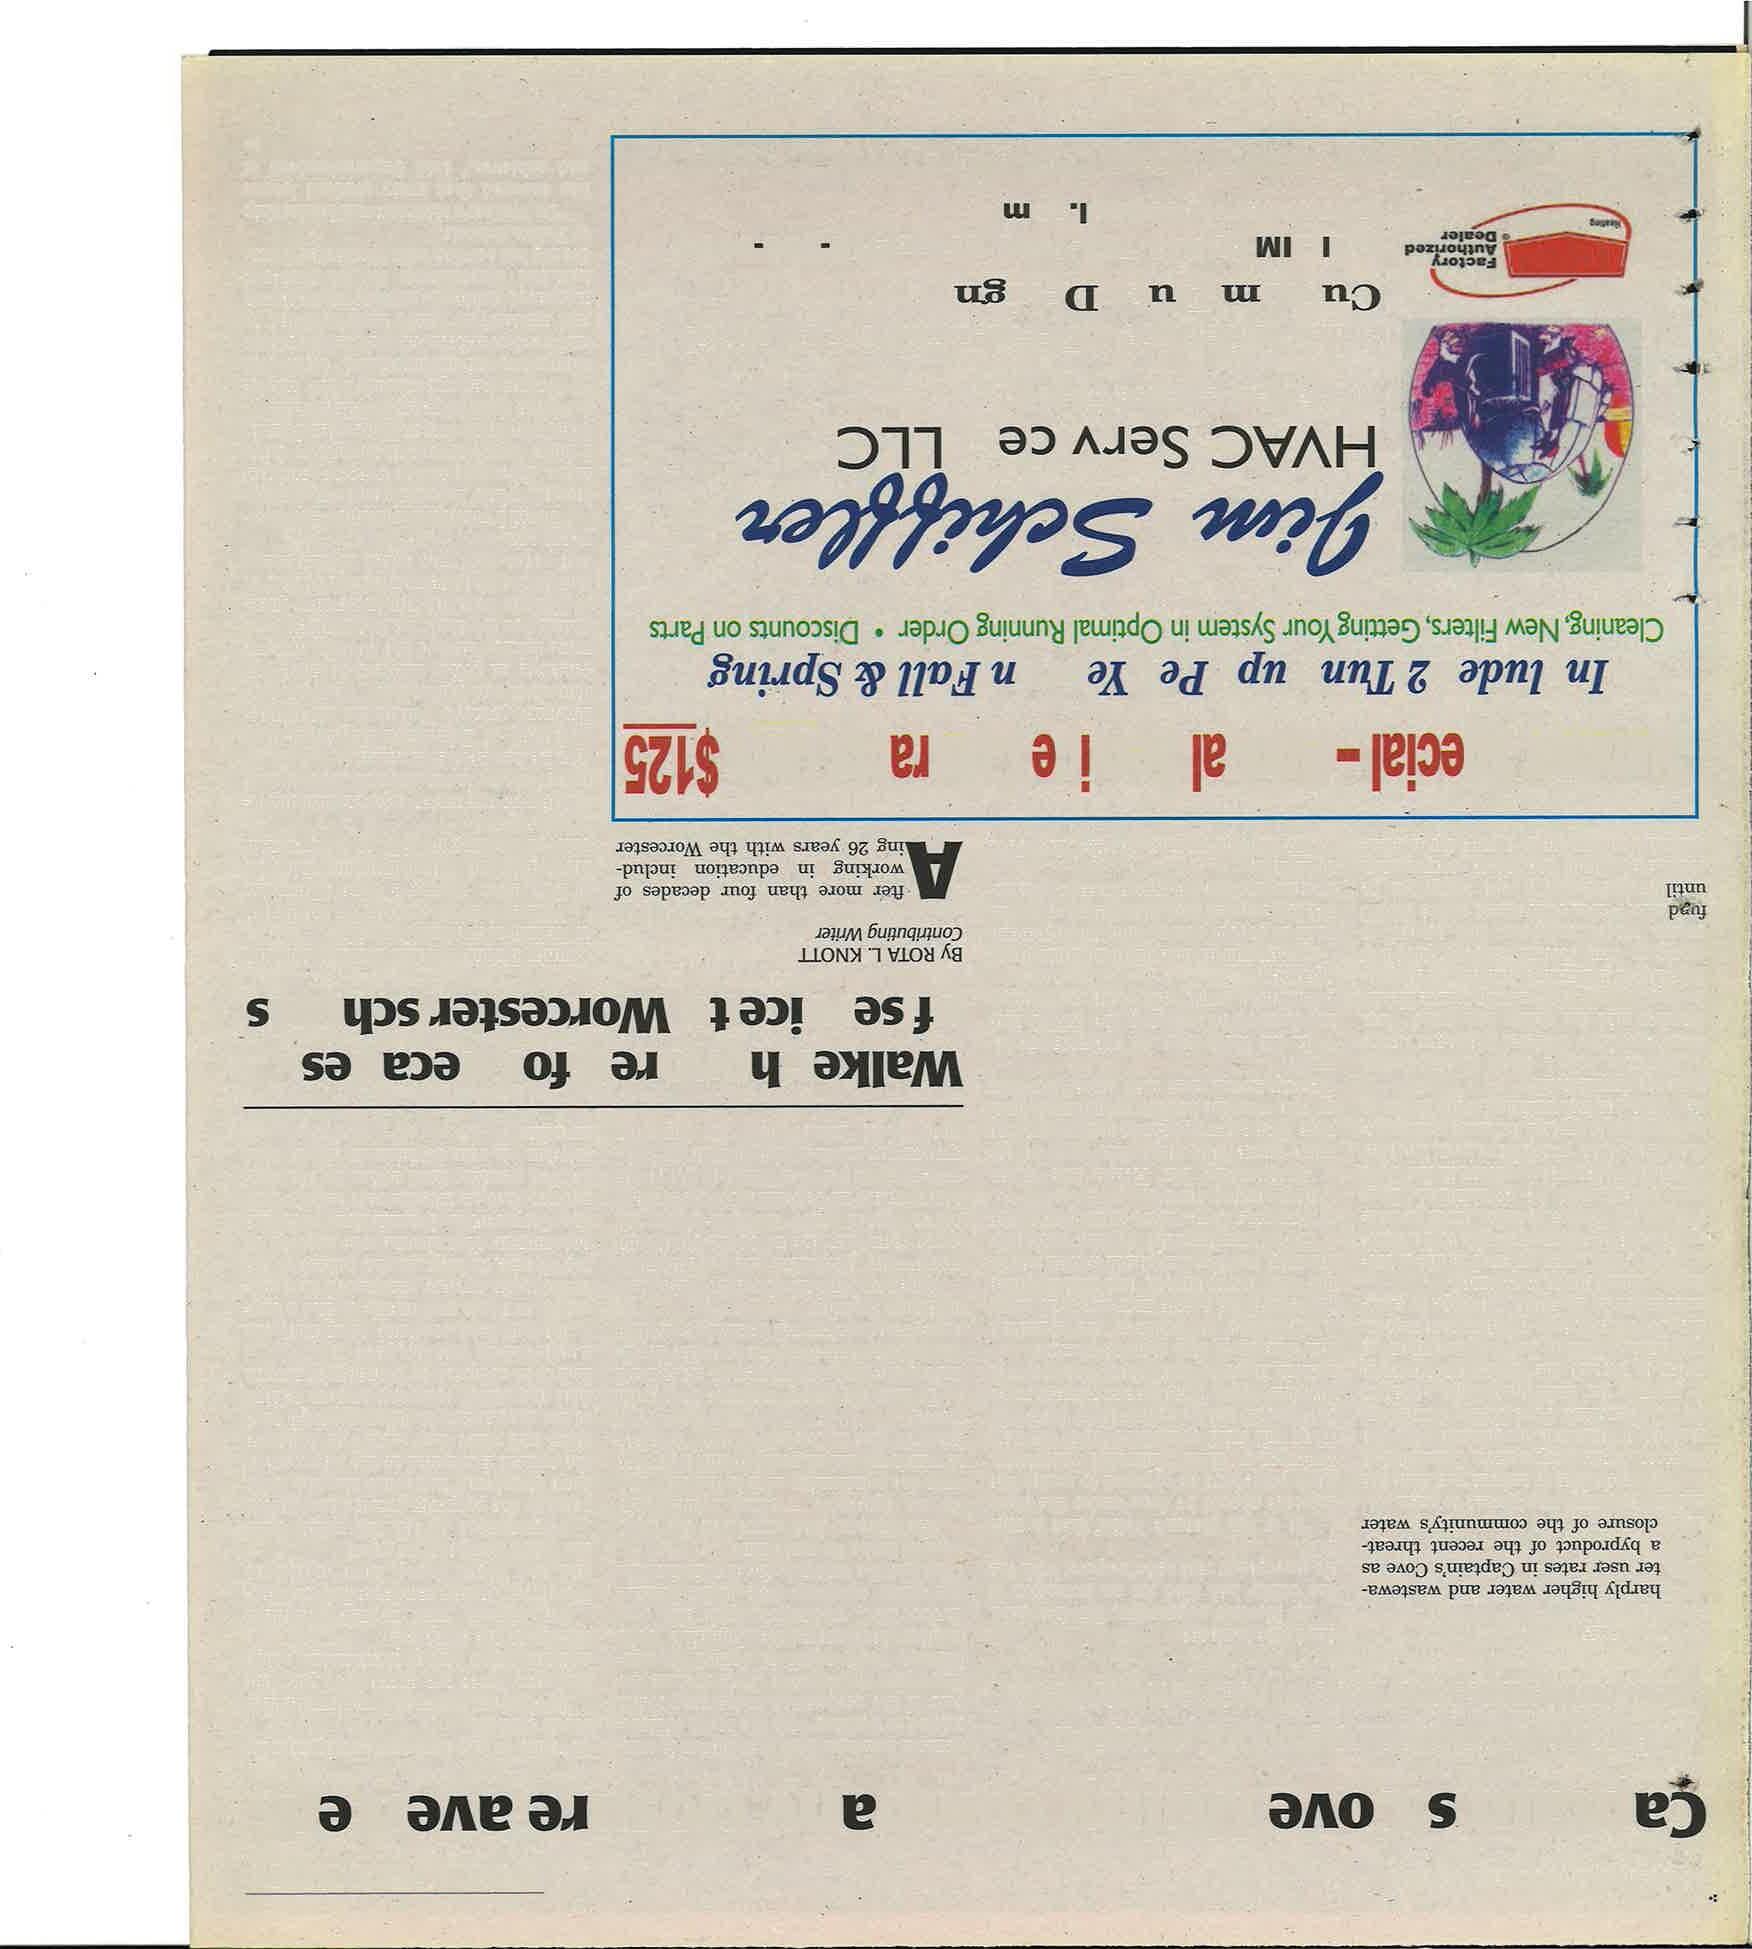 Ca s ove a re ave e
harply higher water and wastewa-
ter user rates in Captain's Cove as
a byproduct of the recent threat-
closure of the community's water
fund
until
Walke h re fo eca es
f se ice t Worcester sch s
By ROTA L. KNOTT
Contributing Writer
After more than four decades of
working in education includ-
ing 26 years with the Worcester
ecial - al i e ra $125
In lude 2 Tun up Pe Ye n Fall & Spring
Cleaning, New Filters, Getting Your System in Optimal Running Order • Discounts on Parts
Jim Schiffler
HVAC Serv ce LLC
Cu m u D gn
I IM - -
l. m
Factory
Authorized
Dealer
Heating